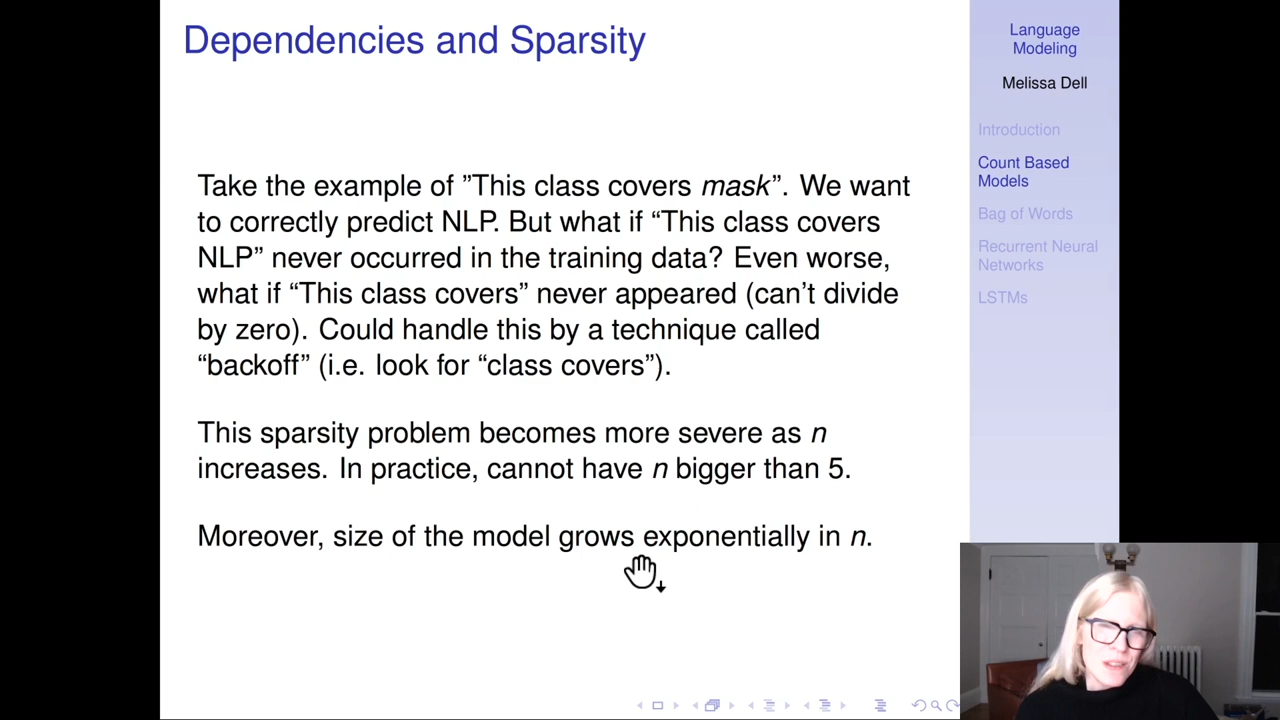 Dependencies and Sparsity
Take the example of ”This class covers mask”. We want
to correctly predict NLP. But what if “This class covers
NLP” never occurred in the training data? Even worse,
what if “This class covers” never appeared (can’t divide
by zero). Could handle this by a technique called
“backoff” (i.e. look for “class covers”).
This sparsity problem becomes more severe as n
increases. In practice, cannot have n bigger than 5.
Moreover, size of the model grows exponentially in n.
Language
Modeling
Melissa Dell
Introduction
Count Based
Models
Bag of Words
Recurrent Neural
Networks
LSTMs